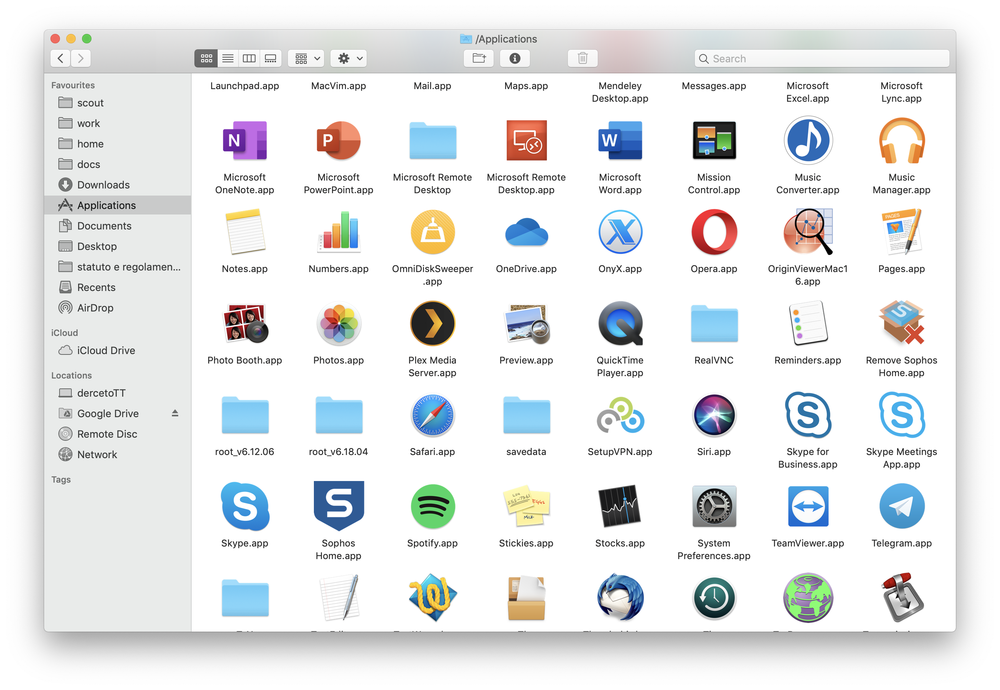 /Applications
Search
Favourites
scout
work
home
docs
Downloads
Applications
Documents
Desktop
statuto e regolamen...
Recents
AirDrop
iCloud
iCloud Drive
Locations
dercetoTT
Google Drive
Remote Disc
Network
Tags
Launchpad.app
MacVim.app
Mail.app
Maps.app
Mendeley
Desktop.app
Messages.app
Microsoft
Excel.app
Microsoft
Lync.app
N
Microsoft
OneNote.app
P
Microsoft
PowerPoint.app
Microsoft Remote
Desktop
Microsoft Remote
Desktop.app
W
Microsoft
Word.app
Mission
Control.app
Music
Converter.app
Music
Manager.app
Notes.app
Numbers.app
OmniDiskSweeper
.app
OneDrive.app
X
OnyX.app
Opera.app
OriginViewerMac1
6.app
PAGES
Pages.app
Photo Booth.app
Photos.app
Plex Media
Server.app
Preview.app
QuickTime
Player.app
RealVNC
Reminders.app
S
Remove Sophos
Home.app
root_v6.12.06
root_v6.18.04
Safari.app
savedata
SetupVPN.app
Siri.app
S
Skype for
Business.app
S
Skype Meetings
App.app
S
Skype.app
S
Sophos
Home.app
Spotify.app
Lou
555-7361
EGGS
MILK
Stickies.app
Stocks.app
System
Preferences.app
TeamViewer.app
Telegram.app